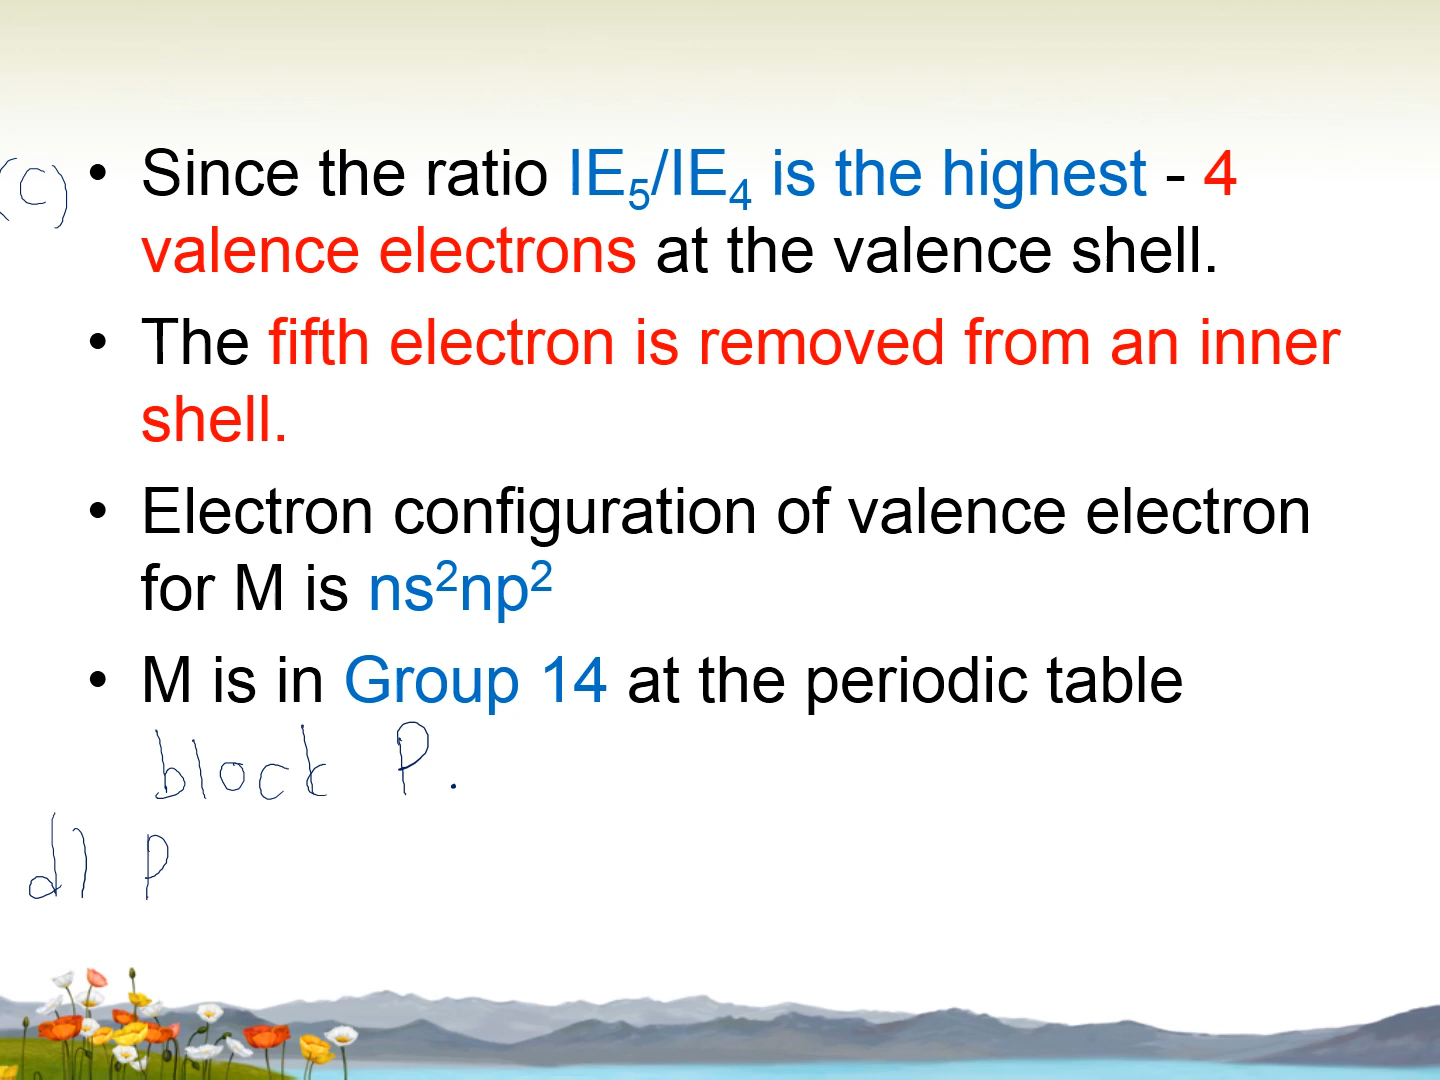 (c) • Since the ratio IE₅/IE₄ is the highest - 4
valence electrons at the valence shell.
• The fifth electron is removed from an inner
shell.
• Electron configuration of valence electron
for M is ns²np²
• M is in Group 14 at the periodic table
block P.
d) P